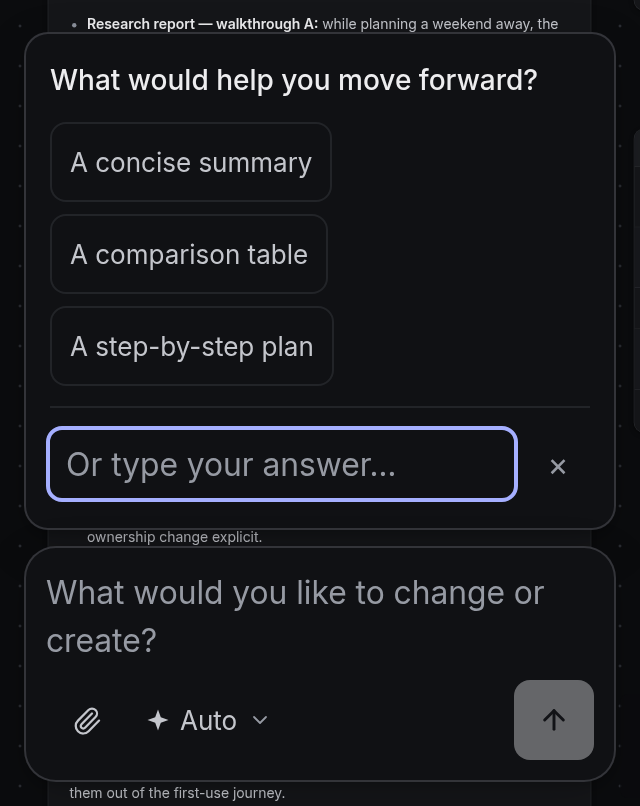 • Research report — walkthrough A: while planning a weekend away, the
What would help you move forward?
A concise summary
A comparison table
A step-by-step plan
Or type your answer...
ownership change explicit.
What would you like to change or
create?
Auto
them out of the first-use journey.